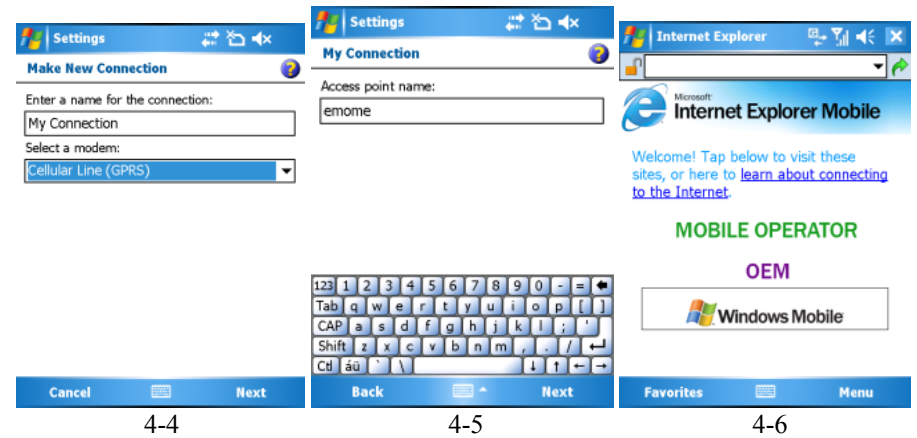 Settings
Make New Connection
Enter a name for the connection:
My Connection
Select a modem:
Cellular Line (GPRS)
Cancel
Next
4-4
Settings
My Connection
Access point name:
emome
123 1 2 3 4 5 6 7 8 9 0 - =
Tab q w e r t y u i o p [ ]
CAP a s d f g h j k l ; '
Shift z x c v b n m , . /
Ctl áü ` \
Back
Next
4-5
Internet Explorer
Microsoft
Internet Explorer Mobile
Welcome! Tap below to visit these
sites, or here to learn about connecting
to the Internet.
MOBILE OPERATOR
OEM
Windows Mobile
Favorites
Menu
4-6